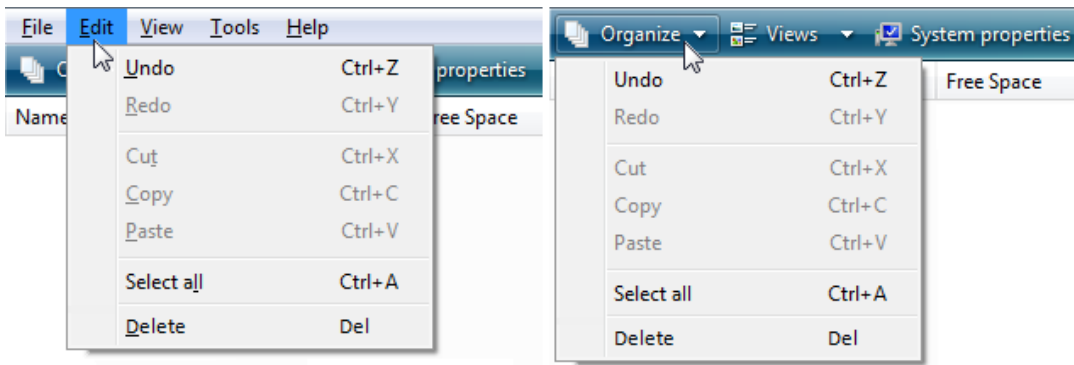 File Edit View Tools Help
properties
Name
ree Space
Undo Ctrl+Z
Redo Ctrl+Y
Cut Ctrl+X
Copy Ctrl+C
Paste Ctrl+V
Select all Ctrl+A
Delete Del
Organize Views System properties
Free Space
Undo Ctrl+Z
Redo Ctrl+Y
Cut Ctrl+X
Copy Ctrl+C
Paste Ctrl+V
Select all Ctrl+A
Delete Del